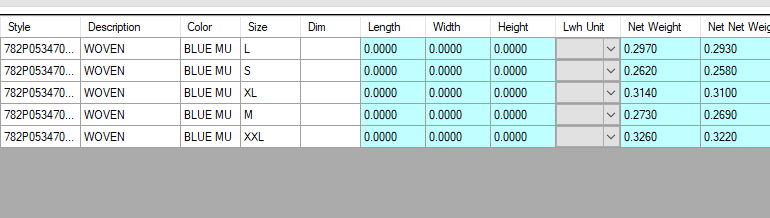 Style Description Color Size Dim Length Width Height Lwh Unit Net Weight Net Net
782P053470... WOVEN BLUE MU L 0.0000 0.0000 0.0000 0.2970 0.2930
782P053470... WOVEN BLUE MU S 0.0000 0.0000 0.0000 0.2620 0.2580
782P053470... WOVEN BLUE MU XL 0.0000 0.0000 0.0000 0.3140 0.3100
782P053470... WOVEN BLUE MU M 0.0000 0.0000 0.0000 0.2730 0.2690
782P053470... WOVEN BLUE MU XXL 0.0000 0.0000 0.0000 0.3260 0.3220